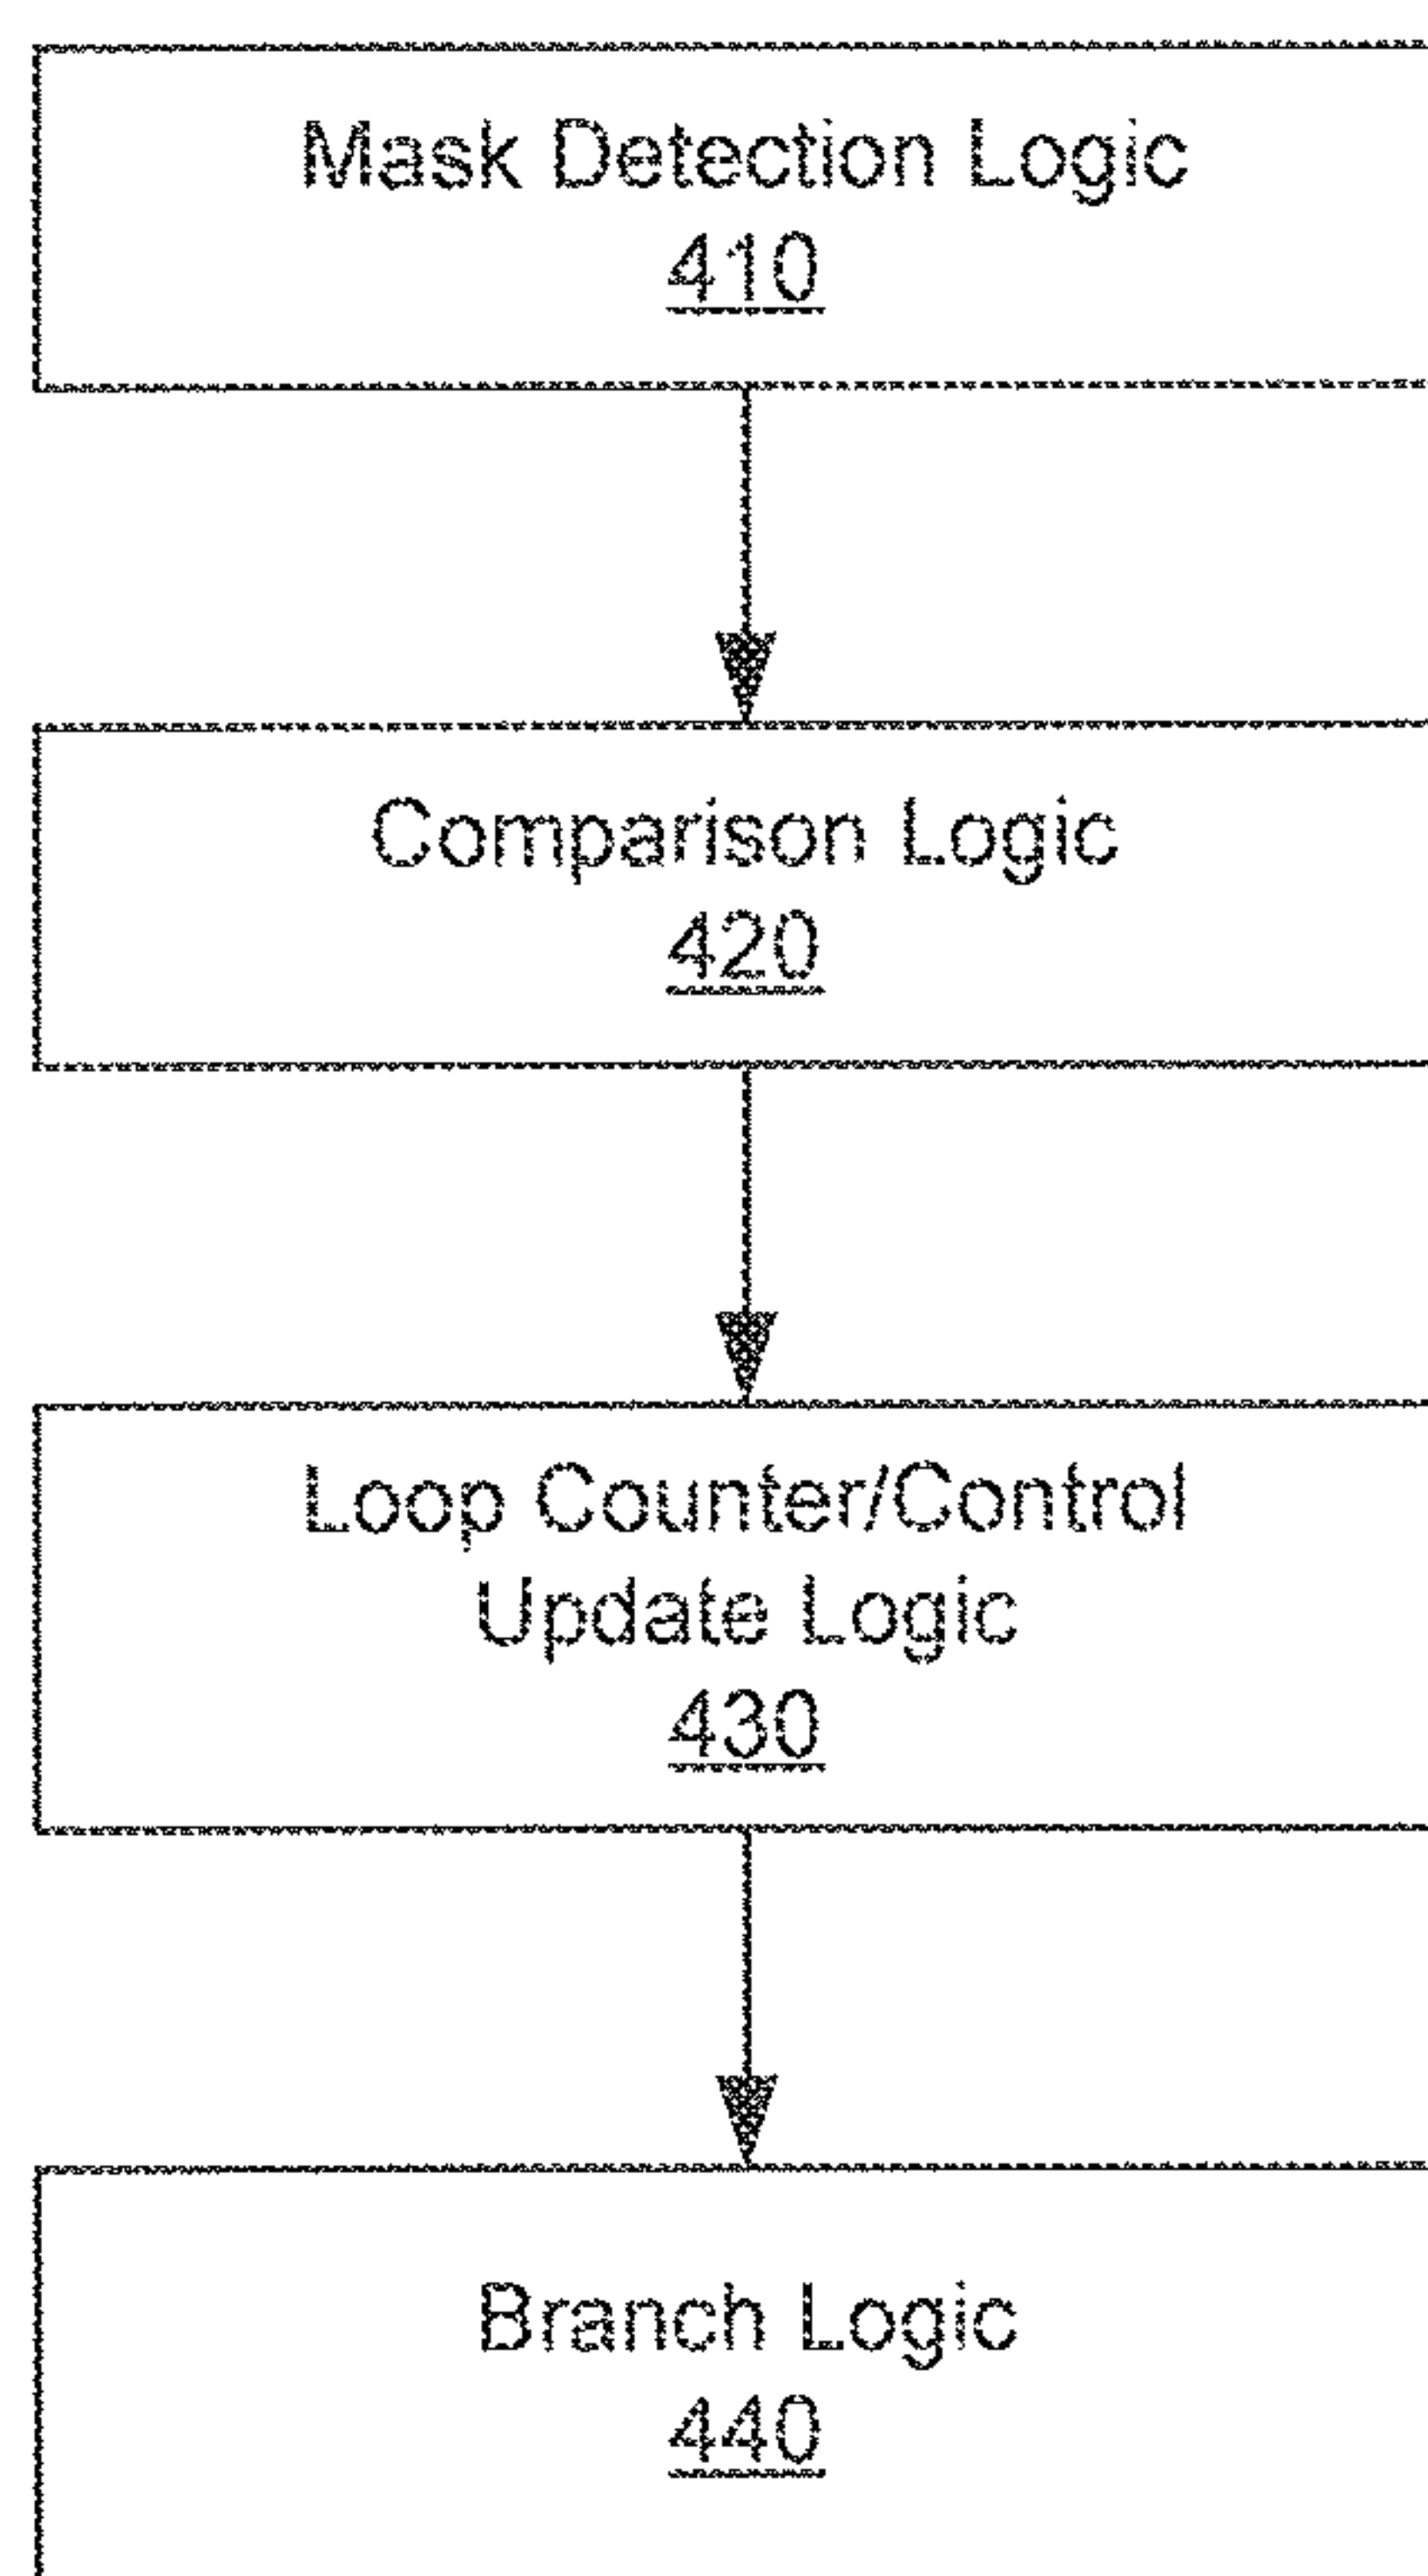 Mask Detection Logic
410
Comparison Logic
420
Loop Counter/Control
Update Logic
430
Branch Logic
440